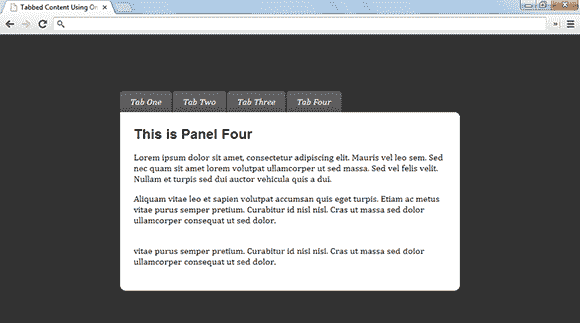 Tabbed Content Using On
Tab One Tab Two Tab Three Tab Four
This is Panel Four
Lorem ipsum dolor sit amet, consectetur adipiscing elit. Mauris vel leo sem. Sed
nec quam sit amet lorem volutpat ullamcorper ut sed massa. Sed vel felis velit.
Nullam et turpis sed dui auctor vehicula quis a dui.
Aliquam vitae leo et sapien volutpat accumsan quis eget turpis. Etiam ac metus
vitae purus semper pretium. Curabitur id nisl nisl. Cras ut massa sed dolor
ullamcorper consequat ut sed dolor.
vitae purus semper pretium. Curabitur id nisl nisl. Cras ut massa sed dolor
ullamcorper consequat ut sed dolor.